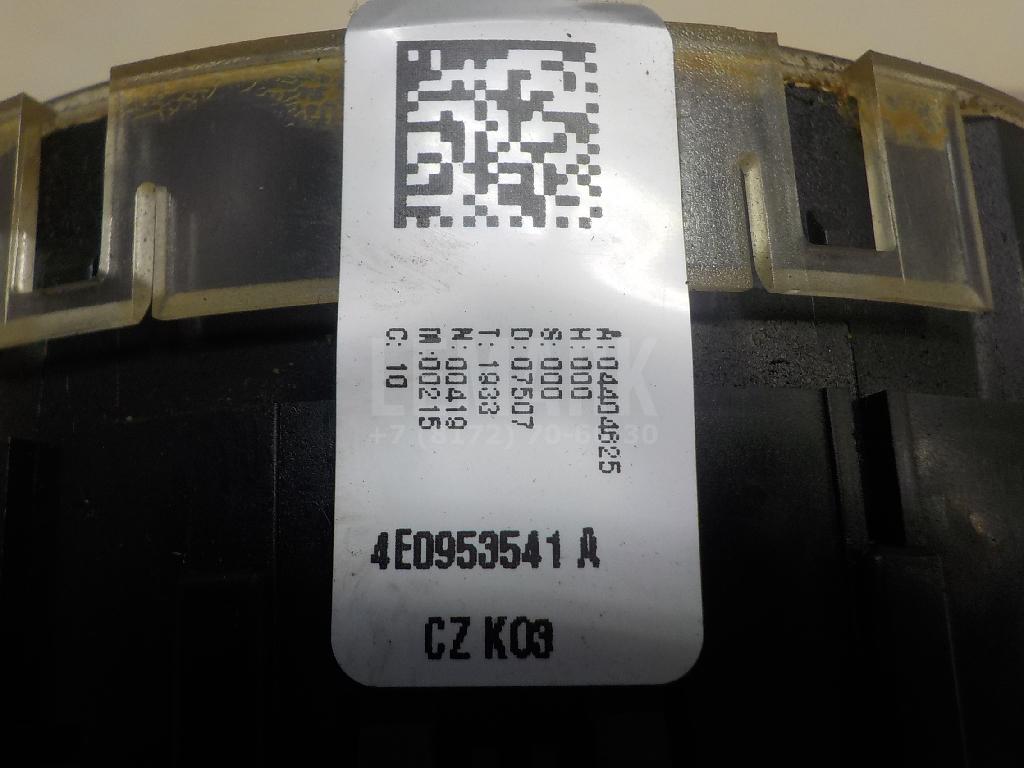 A:04404625
H:000
S:000
D:07507
T:1933
N:00419
M:00215
C 10
4E0953541 A
CZ K03